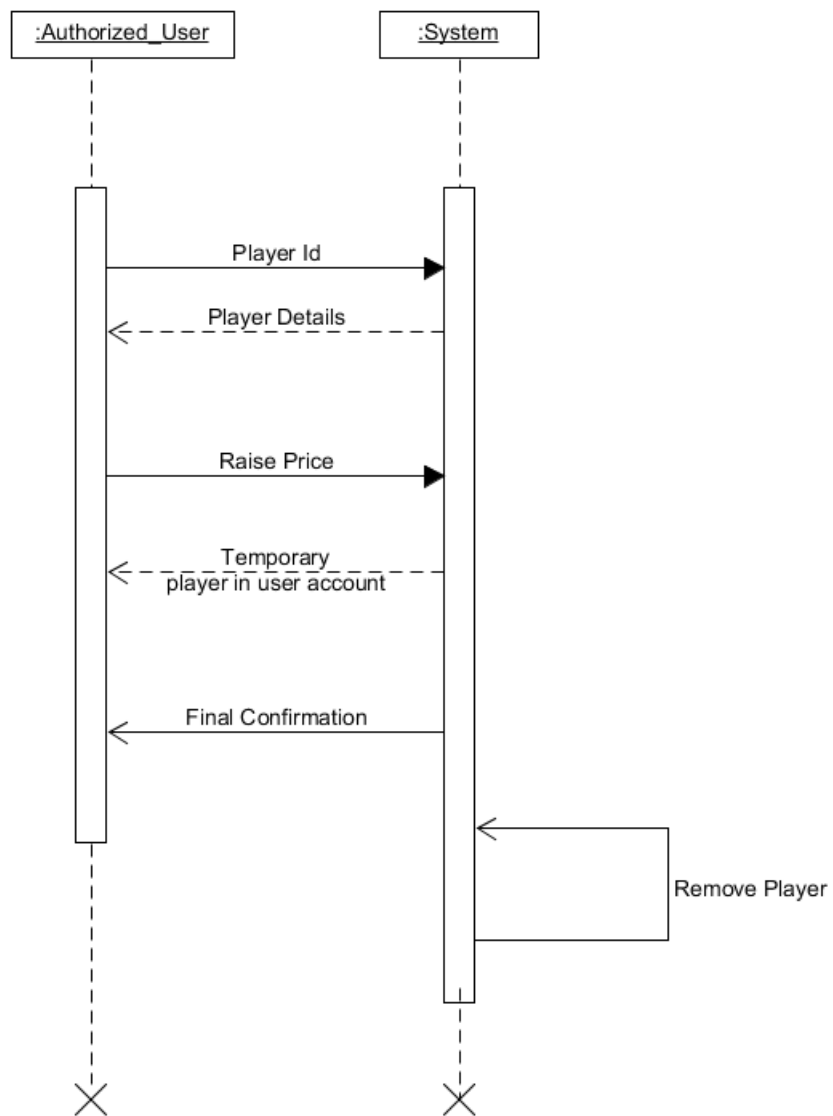 :Authorized_User
:System
Player Id
Player Details
Raise Price
Temporary
player in user account
Final Confirmation
Remove Player